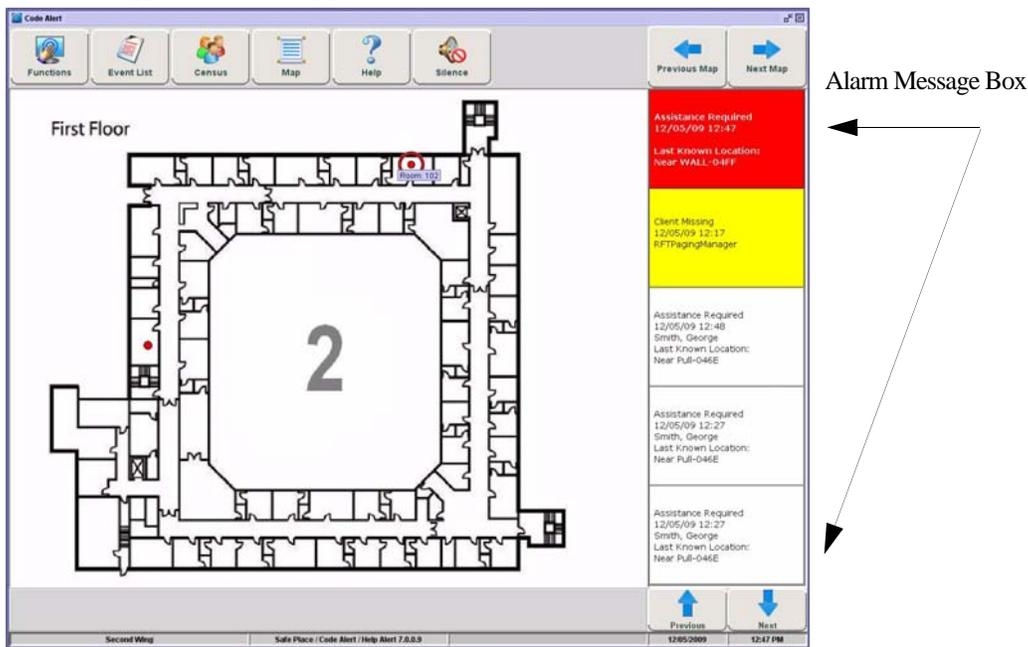 Code Alert
Functions
Event List
Census
Map
Help
Silence
Previous Map
Next Map
Alarm Message Box
First Floor
Room: 102
2
Assistance Required
12/05/09 12:47
Last Known Location:
Near WALL-04FF
Client Missing
12/05/09 12:17
RFTPagingManager
Assistance Required
12/05/09 12:48
Smith, George
Last Known Location:
Near Pull-046E
Assistance Required
12/05/09 12:27
Smith, George
Last Known Location:
Near Pull-046E
Assistance Required
12/05/09 12:27
Smith, George
Last Known Location:
Near Pull-046E
Previous
Next
Second Wing
Safe Place / Code Alert / Help Alert 7.0.0.9
12/05/2009
12:47 PM